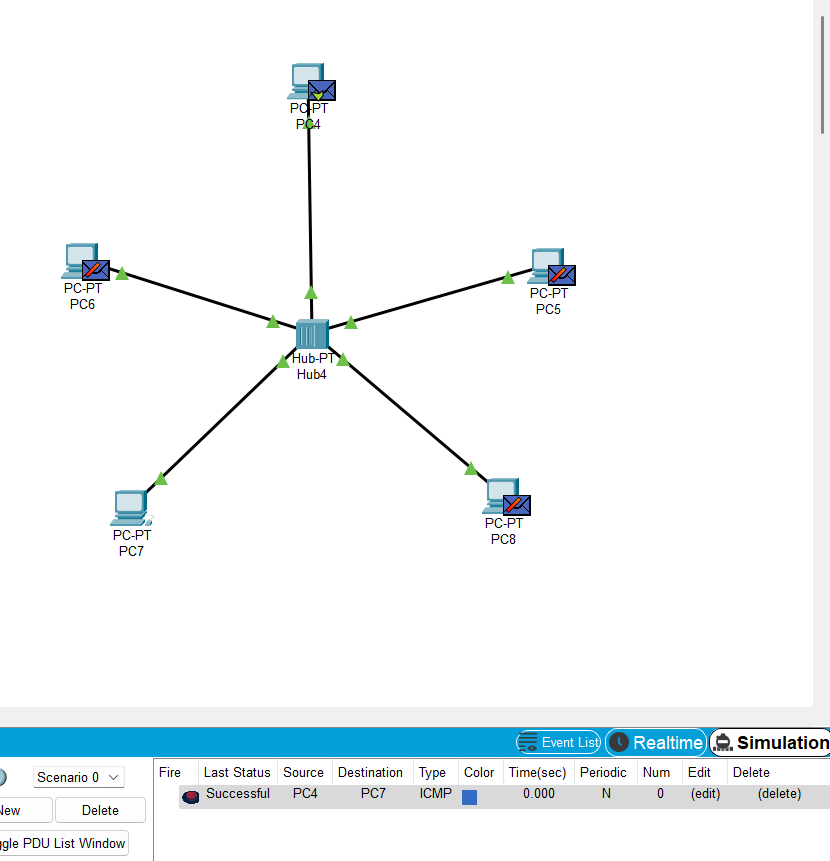 PC-PT
PC4
PC-PT
PC6
PC-PT
PC5
Hub-PT
Hub4
PC-PT
PC7
PC-PT
PC8
Event List Realtime Simulation
Scenario 0
New Delete
ggle PDU List Window
Fire Last Status Source Destination Type Color Time(sec) Periodic Num Edit Delete
Successful PC4 PC7 ICMP 0.000 N 0 (edit) (delete)